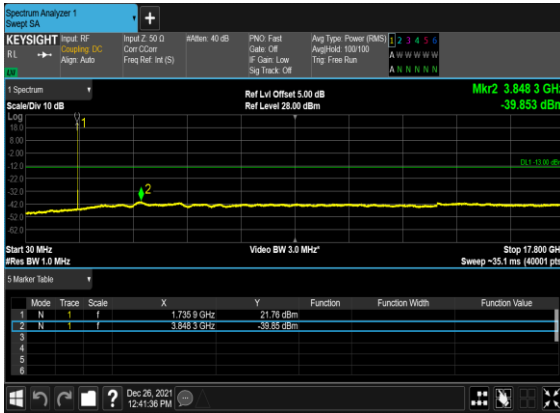 Spectrum Analyzer 1
Swept SA
+
KEYSIGHT Input: RF Input Z: 50 Ω #Atten: 40 dB PNO: Fast Avg Type: Power (RMS) 1 2 3 4 5 6
RL Coupling: DC Corr CCorr Gate: Off Avg|Hold: 100/100 A W W W W W
Align: Auto Freq Ref: Int (S) IF Gain: Low Trig: Free Run
Sig Track: Off A N N N N N
1 Spectrum Ref Lvl Offset 5.00 dB Mkr2 3.848 3 GHz
Scale/Div 10 dB Ref Level 28.00 dBm -39.853 dBm
Log
18.0
1
8.00
-2.00
-12.0
DL1 -13.00 dBm
-22.0
-32.0
2
-42.0
-52.0
-62.0
Start 30 MHz Video BW 3.0 MHz* Stop 17.800 GHz
#Res BW 1.0 MHz Sweep ~35.1 ms (40001 pts)
5 Marker Table
Mode Trace Scale X Y Function Function Width Function Value
1 N 1 f 1.735 9 GHz 21.76 dBm
2 N 1 f 3.848 3 GHz -39.85 dBm
3
4
5
6
? Dec 26, 2021
12:41:36 PM